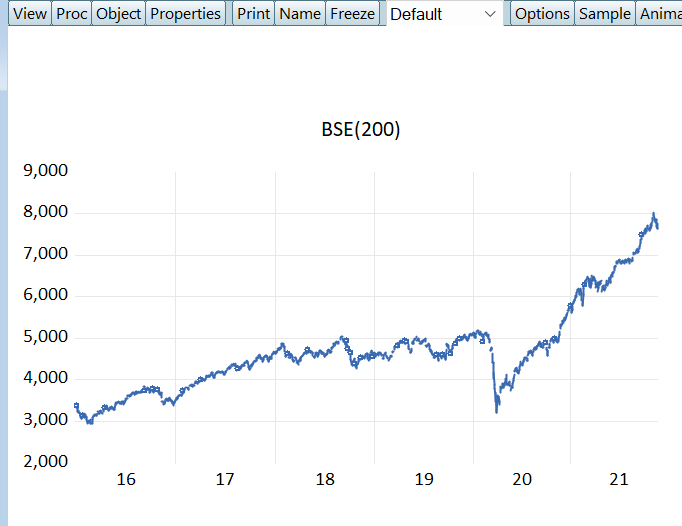 View Proc Object Properties Print Name Freeze Default Options Sample Anima
BSE(200)
9,000
8,000
7,000
6,000
5,000
4,000
3,000
2,000
16 17 18 19 20 21